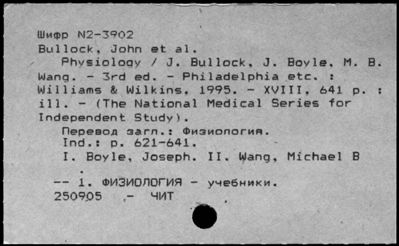 Шифр N2-3902
Bullock, John et al.
Physiology / J. Bullock, J. Boyle, M. B.
Wang. - 3rd ed. - Philadelphia etc. :
Williams & Wilkins, 1995. - XVIII, 641 p. :
ill. - (The National Medical Series for
Independent Study).
Перевод загл.: Физиология.
Ind.: p. 621-641.
I. Boyle, Joseph. II. Wang, Michael B
.
-- 1. ФИЗИОЛОГИЯ - учебники.
250905 - ЧИТ